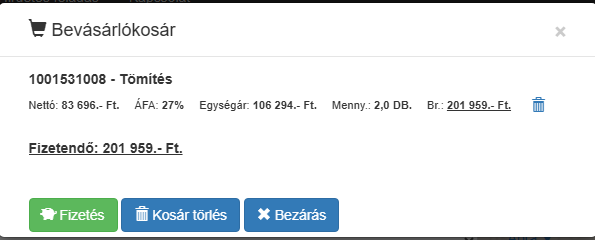 Bevásárlókosár ×
1001531008 - Tömítés
Nettó: 83 696.- Ft. ÁFA: 27% Egységár: 106 294.- Ft. Menny.: 2,0 DB. Br.: 201 959.- Ft.
Fizetendő: 201 959.- Ft.
Fizetés Kosár törlés Bezárás